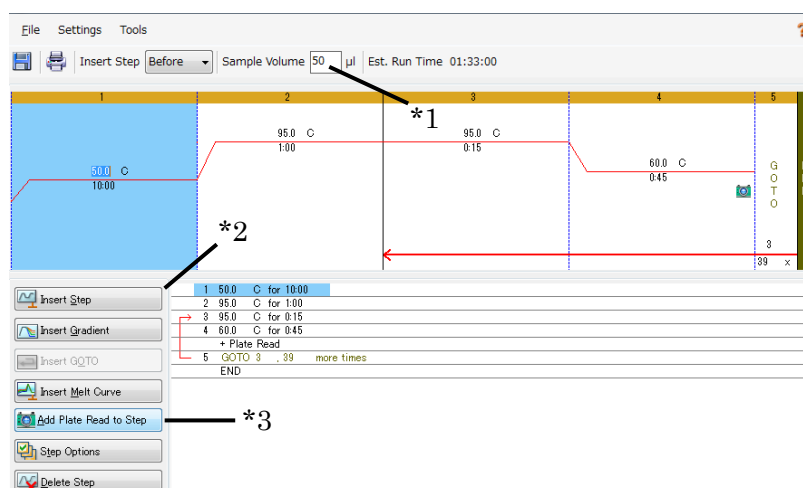 File Settings Tools
Insert Step Before Sample Volume 50 µl Est. Run Time 01:33:00
*1
1 2 3 4 5
95.0 C 95.0 C
1:00 0:15
50.0 C
10:00
60.0 C
0:45
G
O
T
O
3
39 x
*2
Insert Step
Insert Gradient
Insert GOTO
Insert Melt Curve
Add Plate Read to Step
Step Options
Delete Step
*3
1 50.0 C for 10:00
2 95.0 C for 1:00
3 95.0 C for 0:15
4 60.0 C for 0:45
+ Plate Read
5 GOTO 3 , 39 more times
END